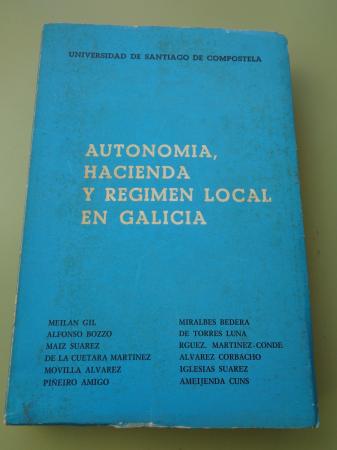 UNIVERSIDAD DE SANTIAGO DE COMPOSTELA
AUTONOMIA,
HACIENDA
Y REGIMEN LOCAL
EN GALICIA
MEILAN GIL
ALFONSO BOZZO
MAIZ SUAREZ
DE LA CUETARA MARTINEZ
MOVILLA ALVAREZ
PIÑEIRO AMIGO
MIRALBES BEDERA
DE TORRES LUNA
RGUEZ. MARTINEZ-CONDE
ALVAREZ CORBACHO
IGLESIAS SUAREZ
AMEIJENDA CUNS